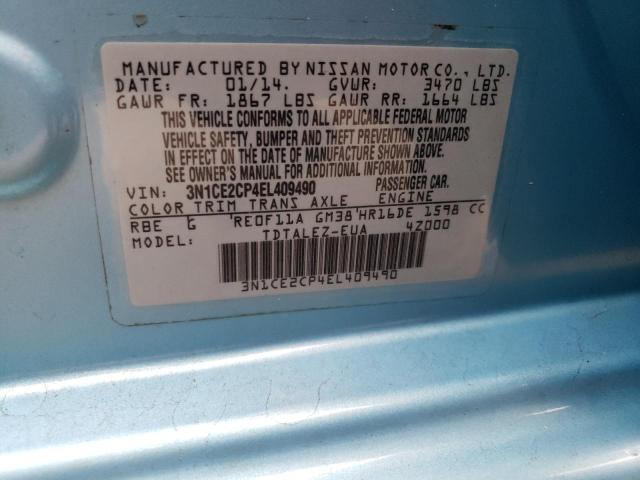 MANUFACTURED BY NISSAN MOTOR CO., LTD.
DATE: 01/14. GVWR: 3470 LBS
GAWR FR: 1867 LBS GAWR RR: 1664 LBS
THIS VEHICLE CONFORMS TO ALL APPLICABLE FEDERAL MOTOR
VEHICLE SAFETY, BUMPER AND THEFT PREVENTION STANDARDS
IN EFFECT ON THE DATE OF MANUFACTURE SHOWN ABOVE.
SEE OWNER'S MANUAL FOR ADDITIONAL INFORMATION.
VIN: 3N1CE2CP4EL409490 PASSENGER CAR.
COLOR TRIM TRANS AXLE ENGINE
RBE G RE0F11A GM38 HR16DE 1598 CC
MODEL: TDTALEZ-EUA 4Z000
3N1CE2CP4EL409490